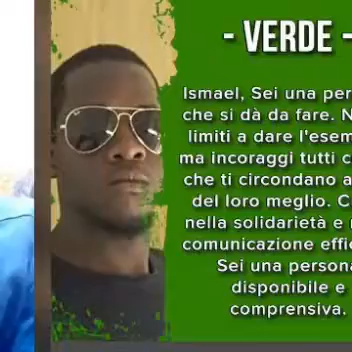 - VERDE -
Ismael, Sei una per
che si dà da fare. N
limiti a dare l'esem
ma incoraggi tutti c
che ti circondano a
del loro meglio. C
nella solidarietà e
comunicazione effi
Sei una person
disponibile e
comprensiva.